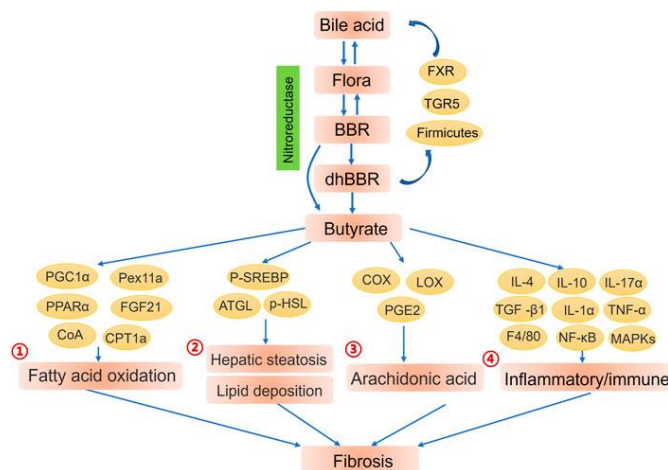 Bile acid
FXR
Flora
TGR5
Nitroreductase
BBR
Firmicutes
dhBBR
Butyrate
PGC1α Pex11a
PPARα FGF21
CoA CPT1a
① Fatty acid oxidation
P-SREBP
ATGL p-HSL
② Hepatic steatosis
Lipid deposition
COX LOX
PGE2
③ Arachidonic acid
IL-4 IL-10 IL-17α
TGF -β1 IL-1α TNF-α
F4/80 NF-κB MAPKs
④ Inflammatory/immune
Fibrosis